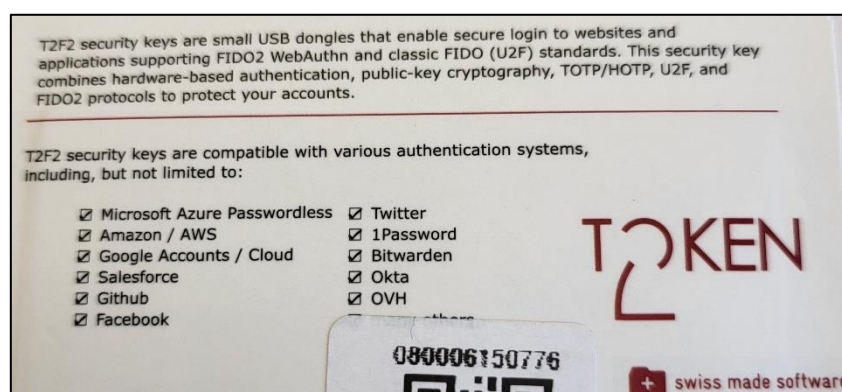 T2F2 security keys are small USB dongles that enable secure login to websites and
applications supporting FIDO2 WebAuthn and classic FIDO (U2F) standards. This security key
combines hardware-based authentication, public-key cryptography, TOTP/HOTP, U2F, and
FIDO2 protocols to protect your accounts.
T2F2 security keys are compatible with various authentication systems,
including, but not limited to:
☑ Microsoft Azure Passwordless
☑ Amazon / AWS
☑ Google Accounts / Cloud
☑ Salesforce
☑ Github
☑ Facebook
☑ Twitter
☑ 1Password
☑ Bitwarden
☑ Okta
☑ OVH
others
TOKEN
2
080006150776
swiss made software